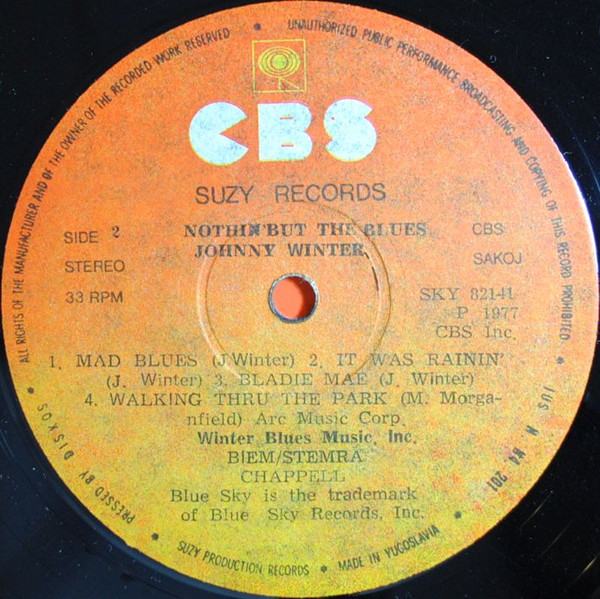 ALL RIGHTS OF THE MANUFACTURER AND OF THE OWNER OF THE RECORDED WORK RESERVED • UNAUTHORIZED PUBLIC PERFORMANCE BROADCASTING AND COPYING OF THIS RECORD PROHIBITED
CBS
SUZY RECORDS
SIDE 2
STEREO
33 RPM
NOTHIN BUT THE BLUES
JOHNNY WINTER
CBS
SAKOJ
SKY 82141
P 1977
CBS Inc.
1. MAD BLUES (J Winter) 2. IT WAS RAININ'
(J. Winter) 3. BLADIE MAE (J. Winter)
4. WALKING THRU THE PARK (M. Morga-
nfield) Arc Music Corp.
Winter Blues Music, Inc.
BIEM/STEMRA
CHAPPELL
Blue Sky is the trademark
of Blue Sky Records, Inc.
PRESSED BY DISKOS • SUZY PRODUCTION RECORDS • MADE IN YUGOSLAVIA • JUS N. N4 201